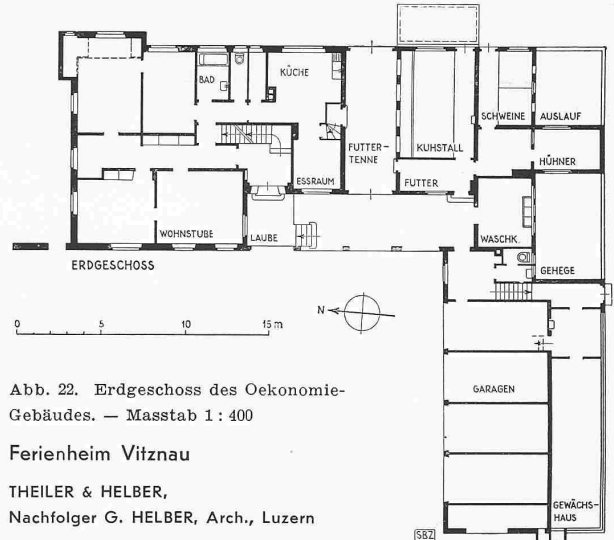 BAD
KÜCHE
SCHWEINE
AUSLAUF
FUTTER-
TENNE
KUHSTALL
HÜHNER
ESSRAUM
FUTTER
WOHNSTUBE
LAUBE
WASCHK.
GEHEGE
ERDGESCHOSS
N
0 5 10 15 m
GARAGEN
GEWÄCHS-
HAUS
SBZ
Abb. 22. Erdgeschoss des Oekonomie-
Gebäudes. — Masstab 1 : 400
Ferienheim Vitznau
THEILER & HELBER,
Nachfolger G. HELBER, Arch., Luzern